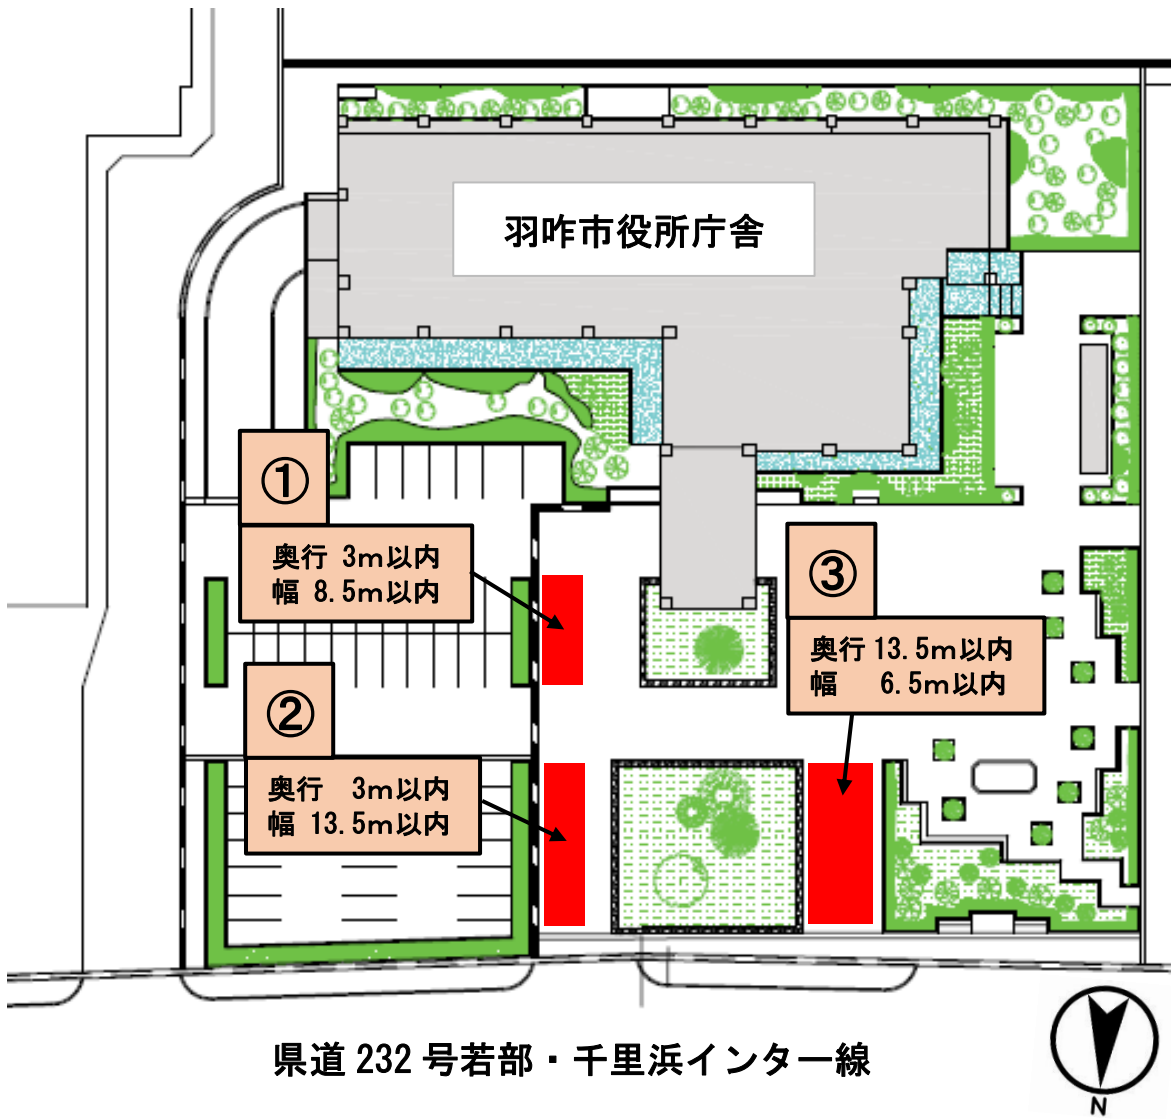 羽咋市役所庁舎
①
奥行 3m以内
幅 8.5m以内
③
奥行 13.5m以内
幅 6.5m以内
②
奥行 3m以内
幅 13.5m以内
県道 232 号若部・千里浜インター線
N